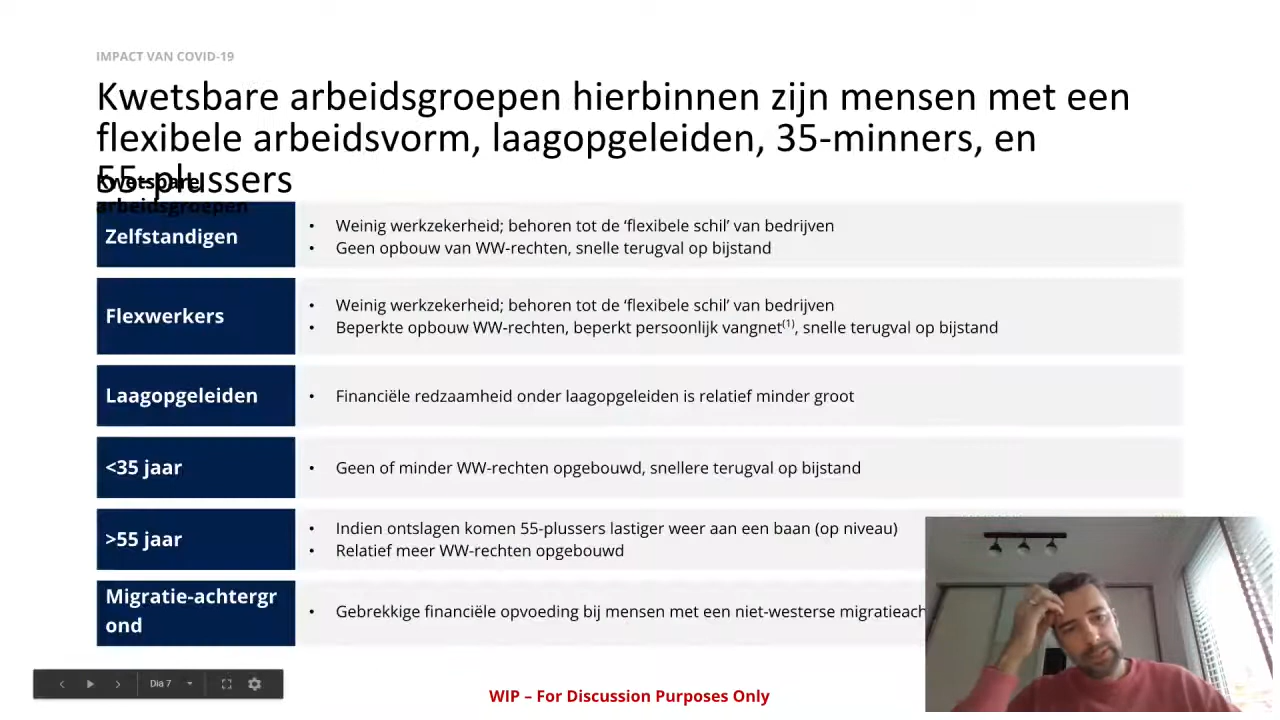 IMPACT VAN COVID-19
Kwetsbare arbeidsgroepen hierbinnen zijn mensen met een
flexibele arbeidsvorm, laagopgeleiden, 35-minners, en
55-plussers
Kwetsbare
arbeidsgroepen
Zelfstandigen
• Weinig werkzekerheid; behoren tot de ‘flexibele schil’ van bedrijven
• Geen opbouw van WW-rechten, snelle terugval op bijstand
Flexwerkers
• Weinig werkzekerheid; behoren tot de ‘flexibele schil’ van bedrijven
• Beperkte opbouw WW-rechten, beperkt persoonlijk vangnet(1), snelle terugval op bijstand
Laagopgeleiden
• Financiële redzaamheid onder laagopgeleiden is relatief minder groot
<35 jaar
• Geen of minder WW-rechten opgebouwd, snellere terugval op bijstand
>55 jaar
• Indien ontslagen komen 55-plussers lastiger weer aan een baan (op niveau)
• Relatief meer WW-rechten opgebouwd
Migratie-achtergr
ond
• Gebrekkige financiële opvoeding bij mensen met een niet-westerse migratieach
Dia 7
WIP – For Discussion Purposes Only